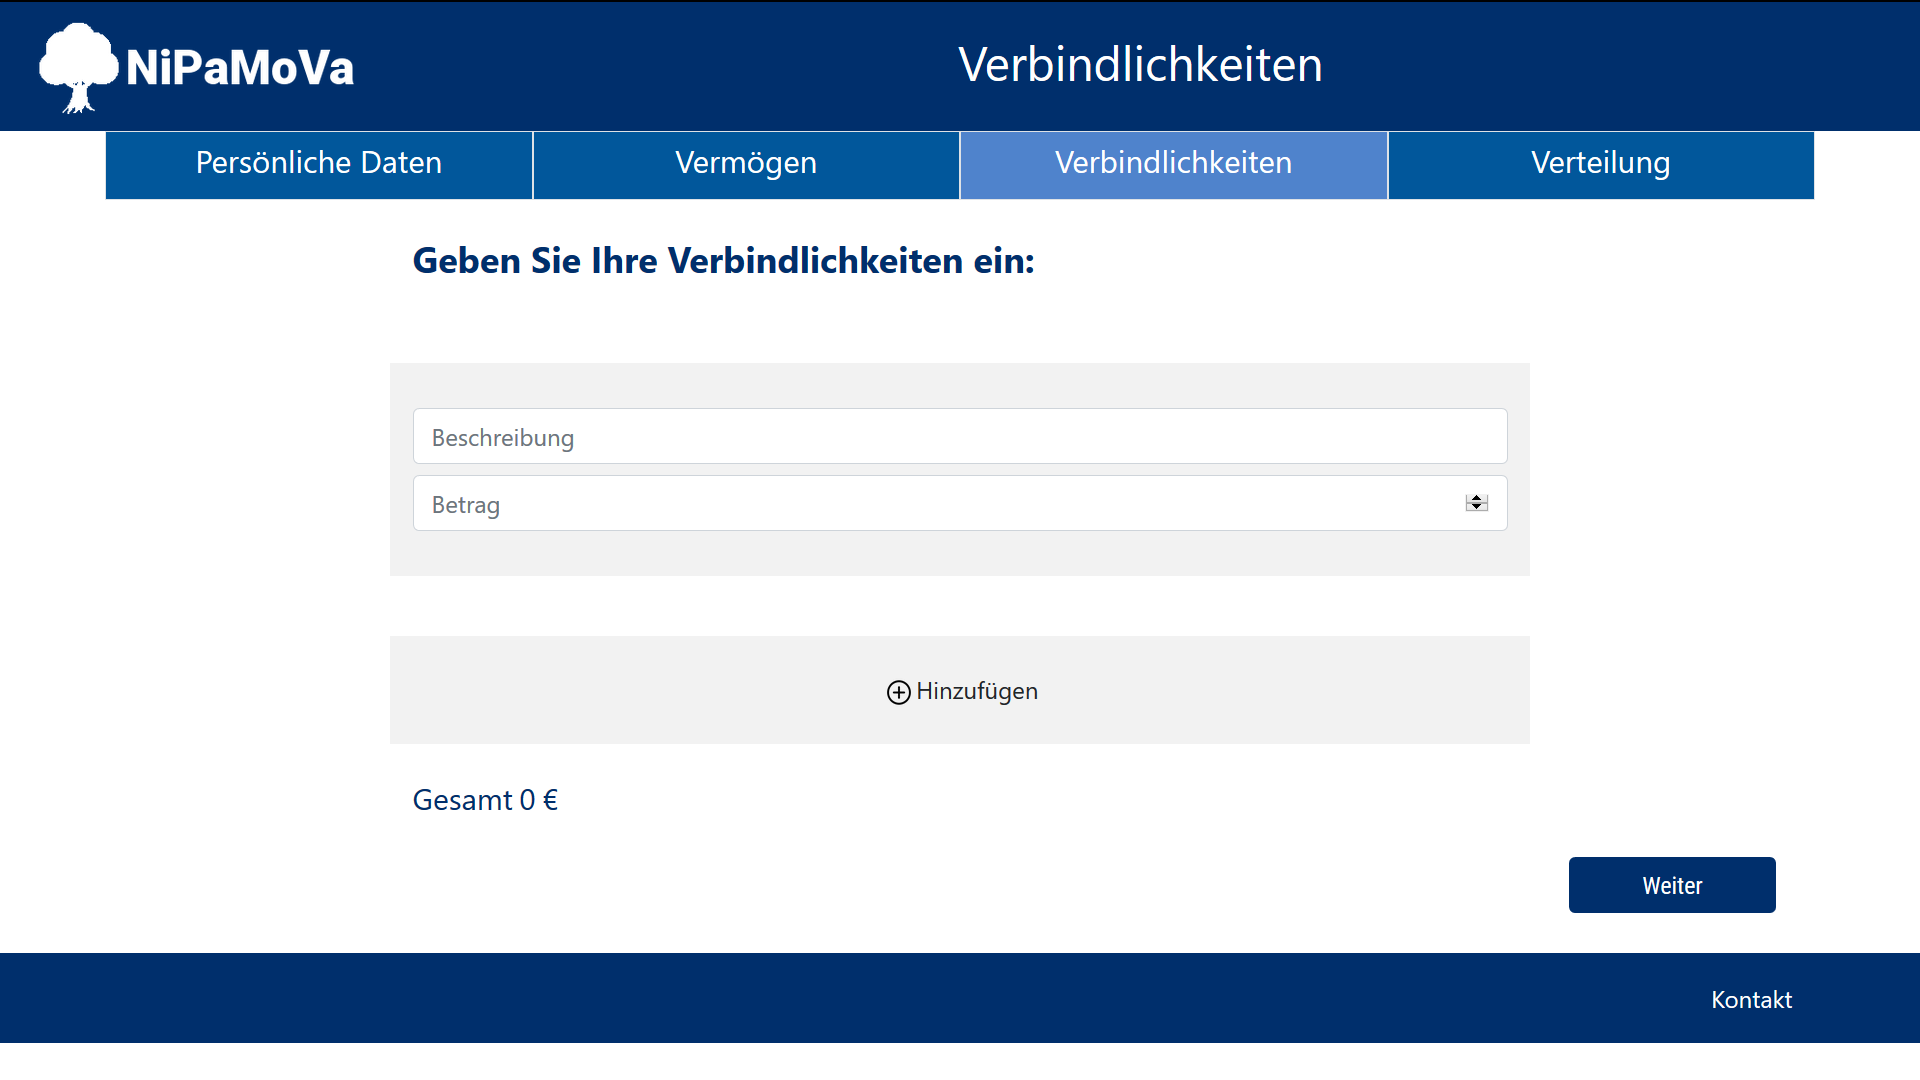 NiPaMoVa
Verbindlichkeiten
Persönliche Daten
Vermögen
Verbindlichkeiten
Verteilung
Geben Sie Ihre Verbindlichkeiten ein:
Beschreibung
Betrag
Hinzufügen
Gesamt 0 €
Weiter
Kontakt